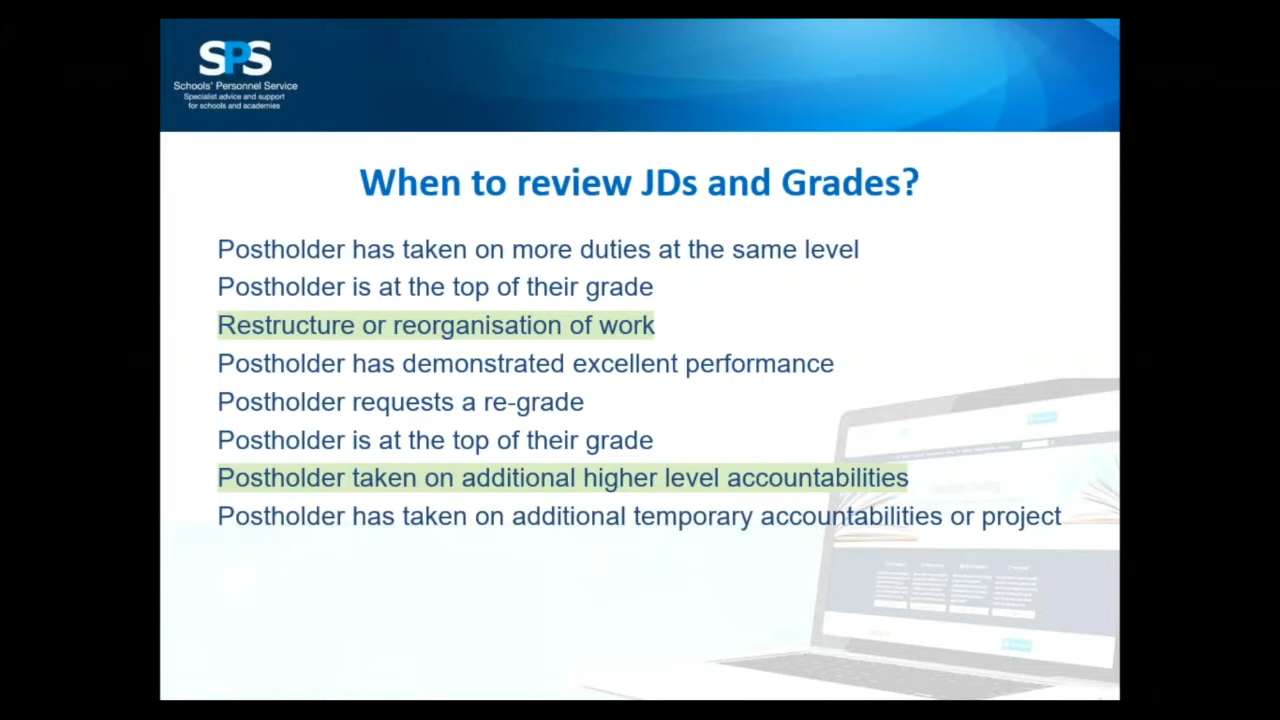 SPS
Schools' Personnel Service
Specialist advice and support
for schools and academies
When to review JDs and Grades?
Postholder has taken on more duties at the same level
Postholder is at the top of their grade
Restructure or reorganisation of work
Postholder has demonstrated excellent performance
Postholder requests a re-grade
Postholder is at the top of their grade
Postholder taken on additional higher level accountabilities
Postholder has taken on additional temporary accountabilities or project